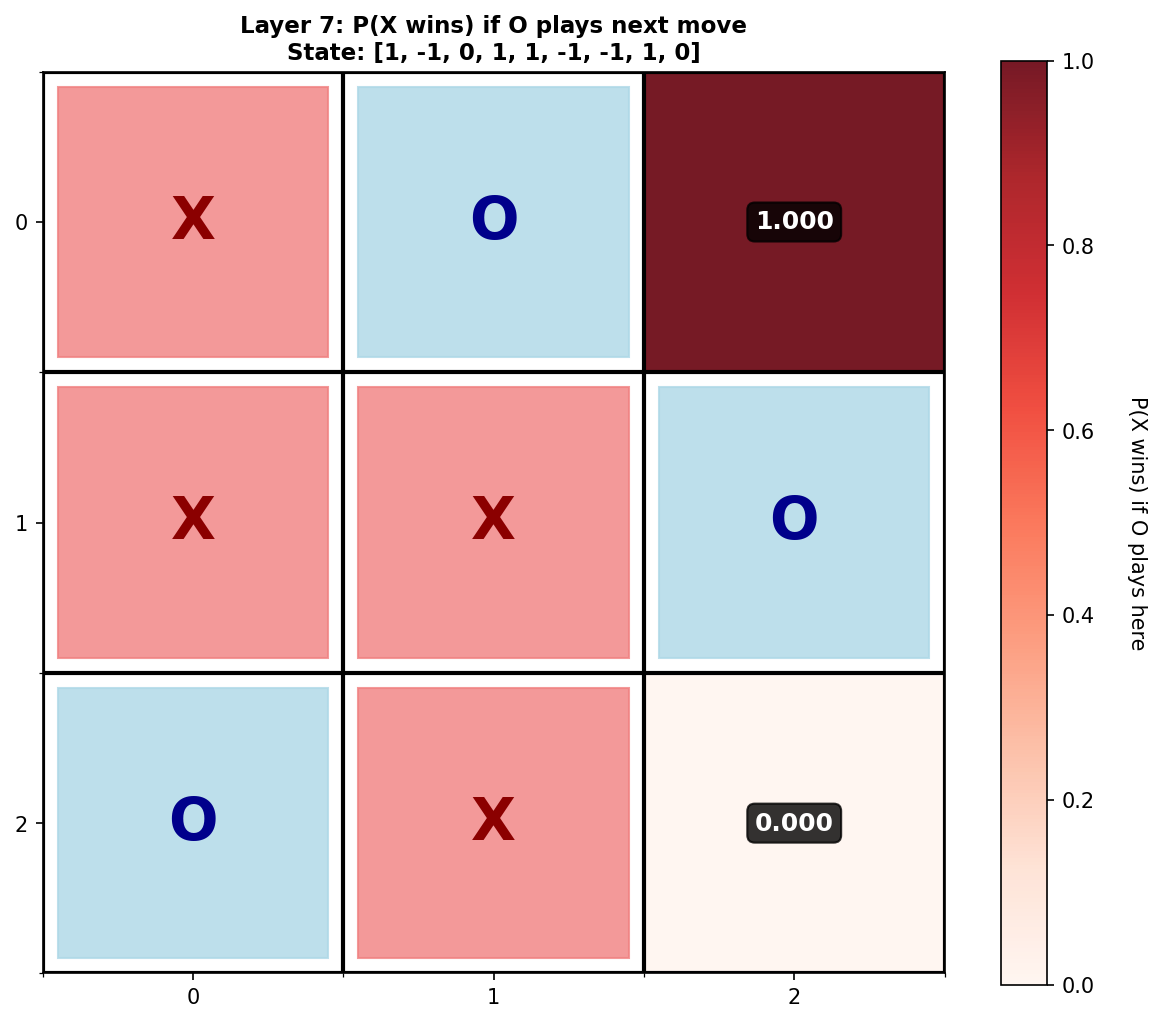 Layer 7: P(X wins) if O plays next move
State: [1, -1, 0, 1, 1, -1, -1, 1, 0]
0
X
O
1.000
1
X
X
O
2
O
X
0.000
0
1
2
1.0
0.8
0.6
0.4
0.2
0.0
P(X wins) if O plays here